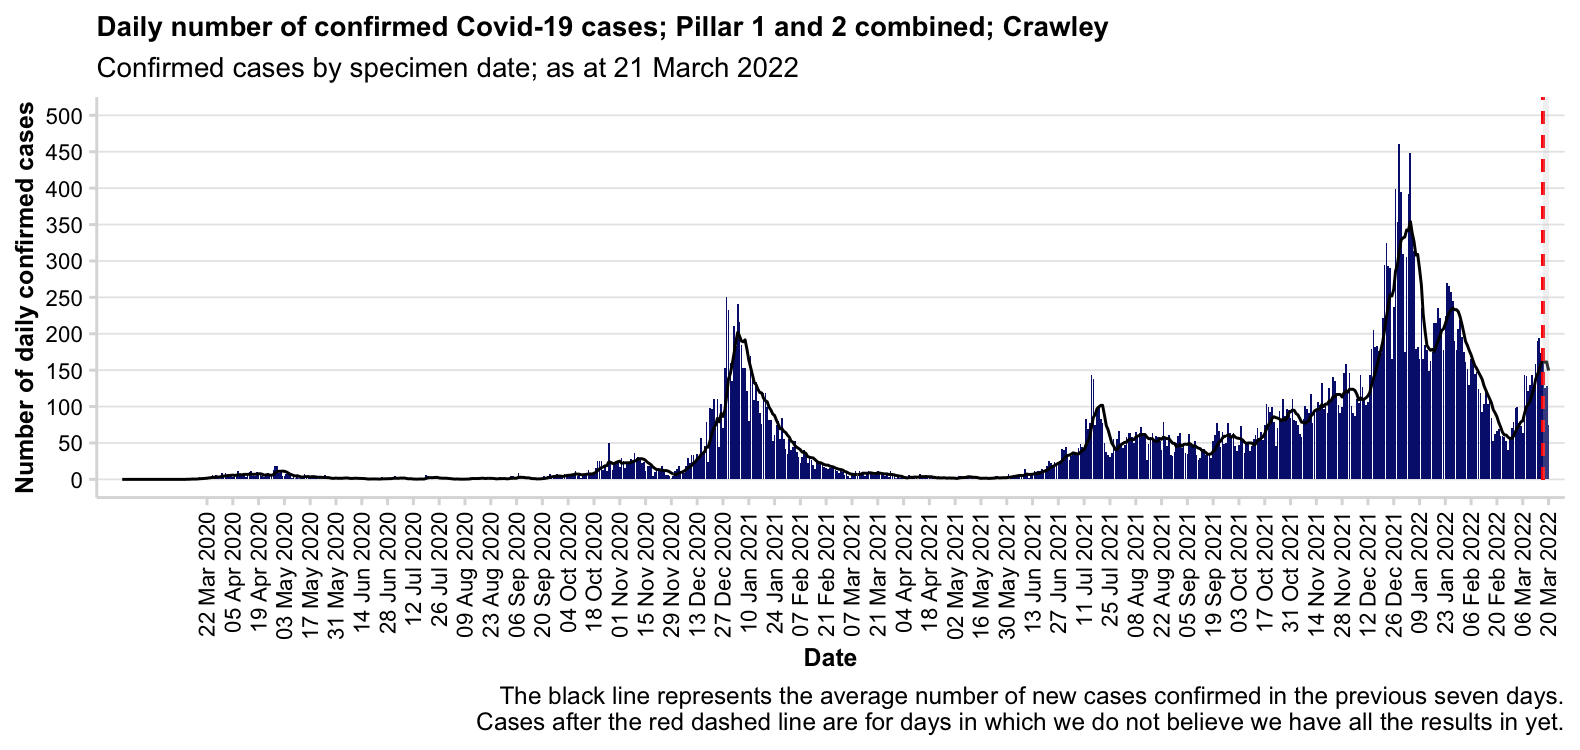 Daily number of confirmed Covid-19 cases; Pillar 1 and 2 combined; Crawley
Confirmed cases by specimen date; as at 21 March 2022
Number of daily confirmed cases
500
450
400
350
300
250
200
150
100
50
0
22 Mar 2020
05 Apr 2020
19 Apr 2020
03 May 2020
17 May 2020
31 May 2020
14 Jun 2020
28 Jun 2020
12 Jul 2020
26 Jul 2020
09 Aug 2020
23 Aug 2020
06 Sep 2020
20 Sep 2020
04 Oct 2020
18 Oct 2020
01 Nov 2020
15 Nov 2020
29 Nov 2020
13 Dec 2020
27 Dec 2020
10 Jan 2021
24 Jan 2021
07 Feb 2021
21 Feb 2021
07 Mar 2021
21 Mar 2021
04 Apr 2021
18 Apr 2021
02 May 2021
16 May 2021
30 May 2021
13 Jun 2021
27 Jun 2021
11 Jul 2021
25 Jul 2021
08 Aug 2021
22 Aug 2021
05 Sep 2021
19 Sep 2021
03 Oct 2021
17 Oct 2021
31 Oct 2021
14 Nov 2021
28 Nov 2021
12 Dec 2021
26 Dec 2021
09 Jan 2022
23 Jan 2022
06 Feb 2022
20 Feb 2022
06 Mar 2022
20 Mar 2022
Date
The black line represents the average number of new cases confirmed in the previous seven days.
Cases after the red dashed line are for days in which we do not believe we have all the results in yet.